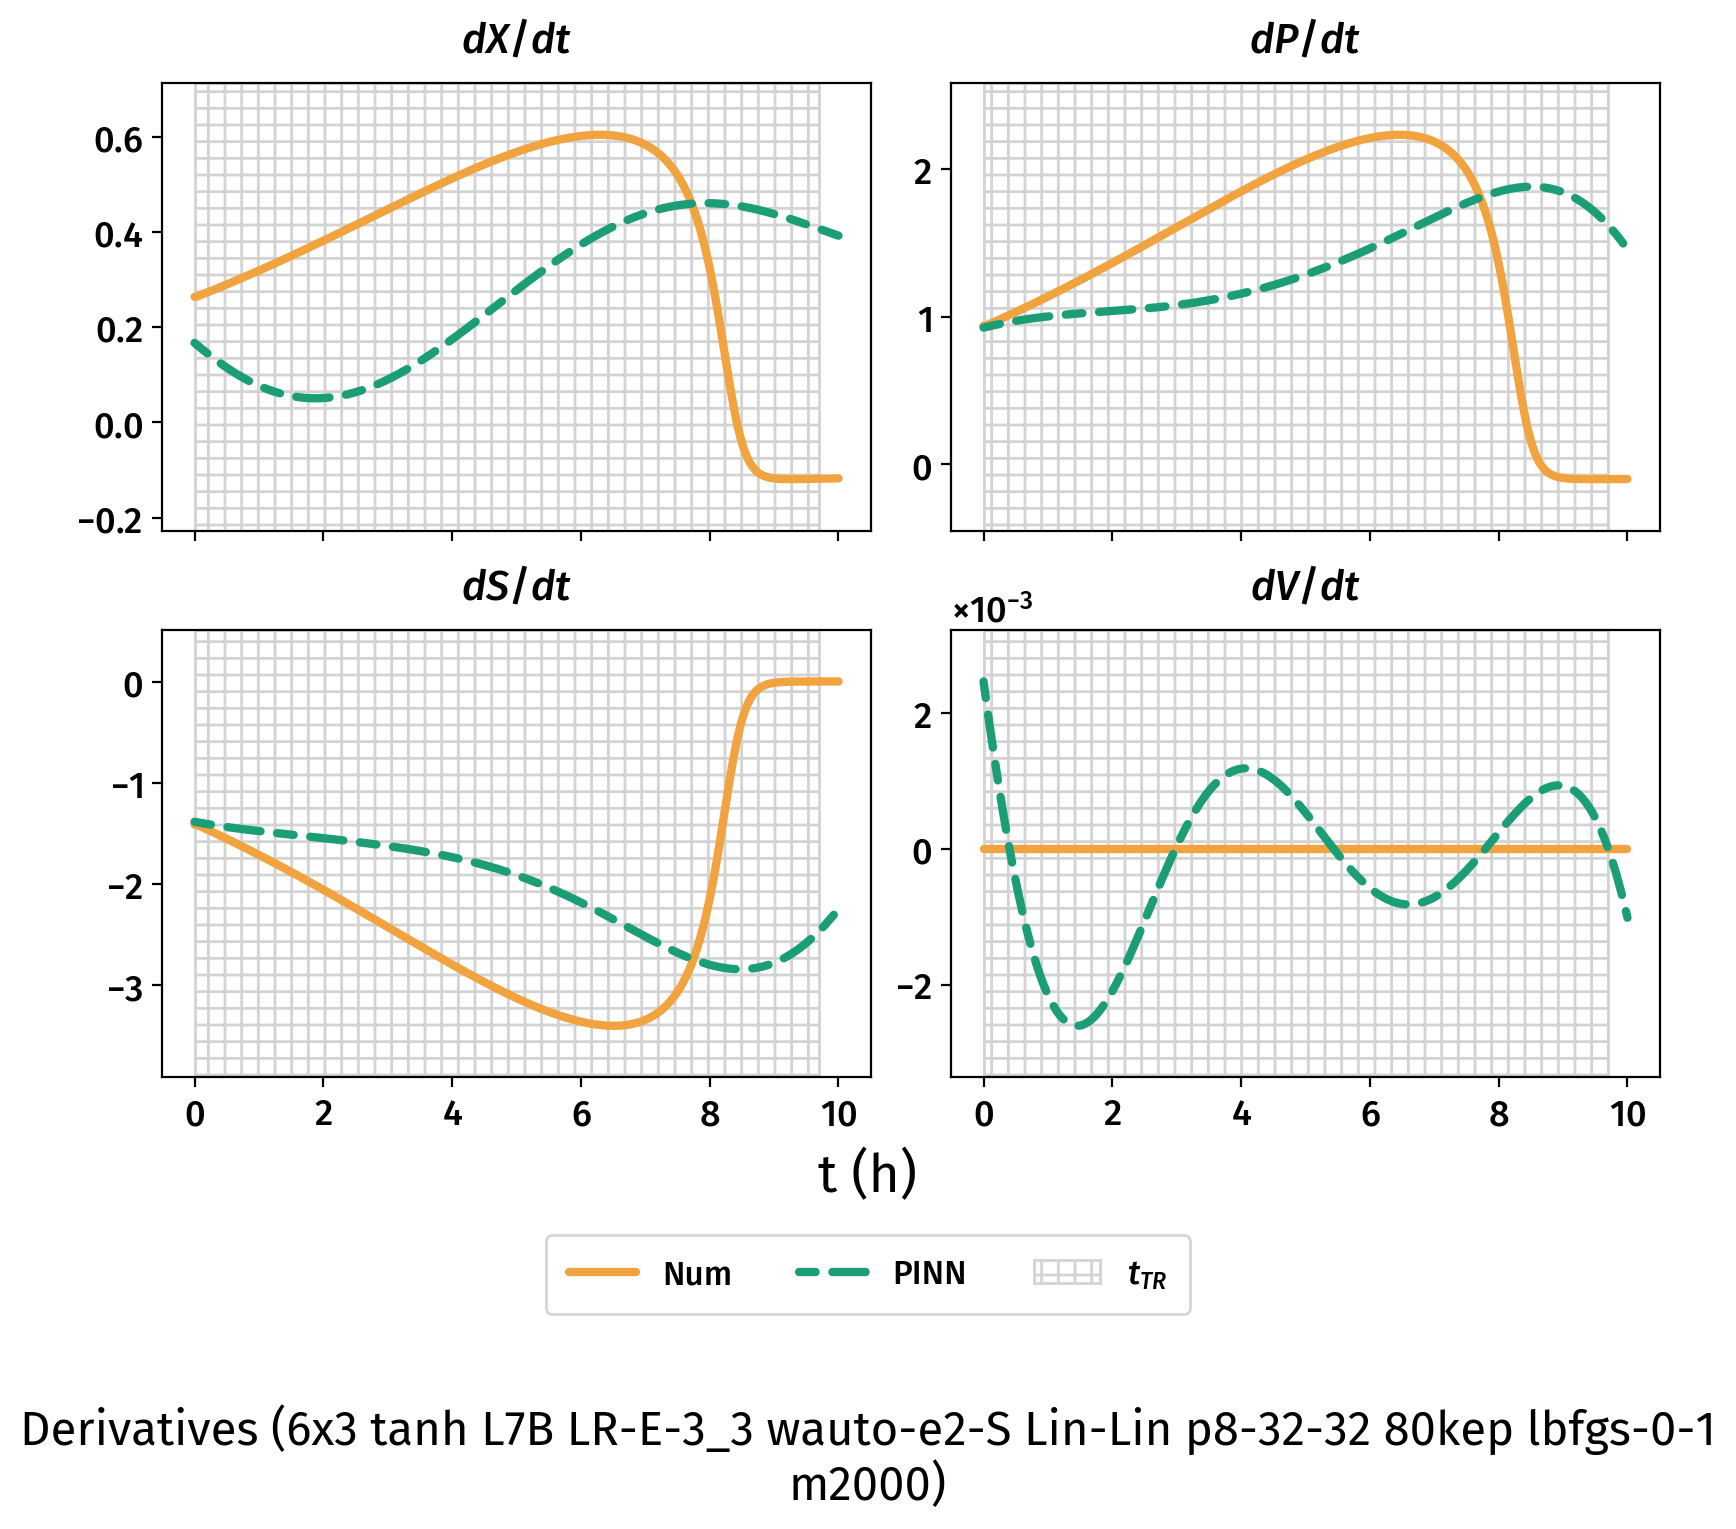 dX/dt
dP/dt
0.6
0.4
0.2
0.0
−0.2
2
1
0
dS/dt
dV/dt
×10⁻³
0
−1
−2
−3
2
0
−2
0 2 4 6 8 10
0 2 4 6 8 10
t (h)
Num PINN t_TR
Derivatives (6x3 tanh L7B LR-E-3_3 wauto-e2-S Lin-Lin p8-32-32 80kep lbfgs-0-1
m2000)